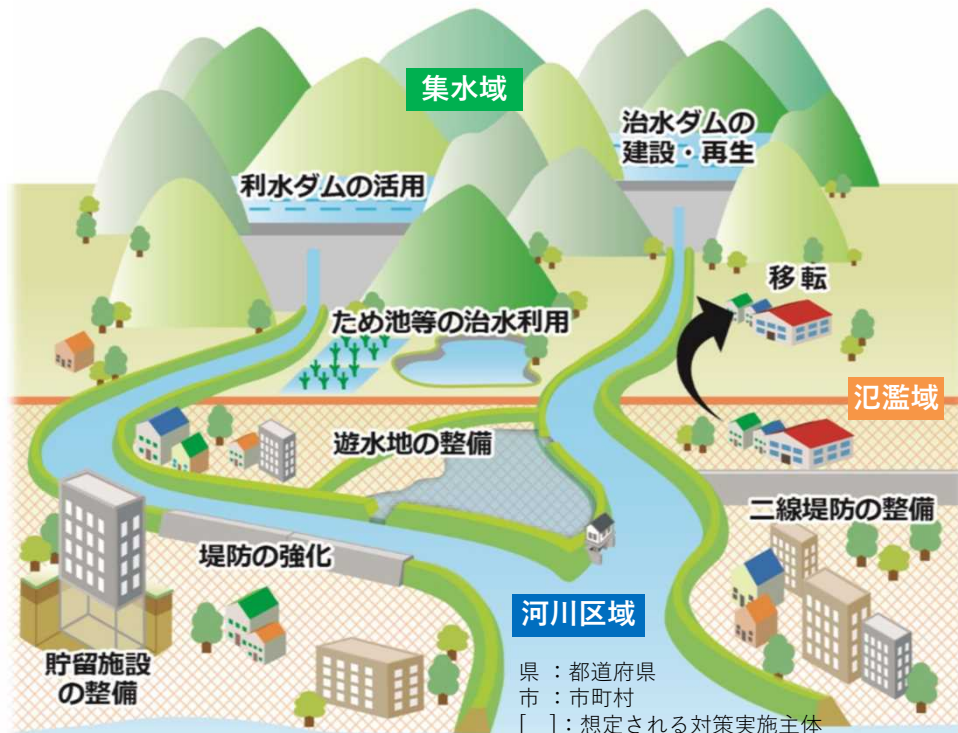 集水域
治水ダムの
建設・再生
利水ダムの活用
移転
ため池等の治水利用
氾濫域
遊水地の整備
二線堤防の整備
堤防の強化
河川区域
貯留施設
の整備
県 ：都道府県
市 ：市町村
[　]：想定される対策実施主体